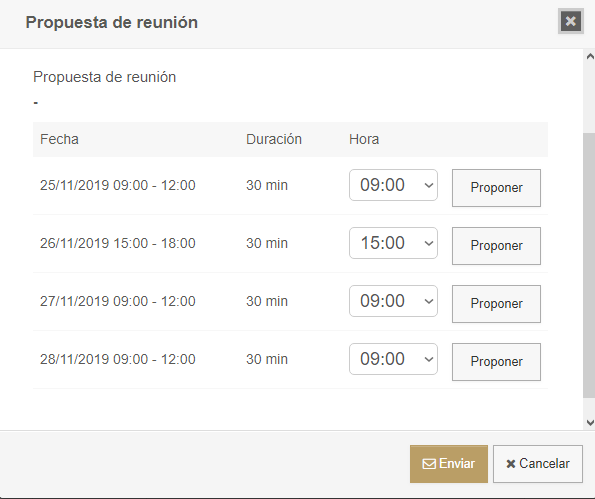 Propuesta de reunión
Propuesta de reunión
-
Fecha Duración Hora
25/11/2019 09:00 - 12:00 30 min 09:00 Proponer
26/11/2019 15:00 - 18:00 30 min 15:00 Proponer
27/11/2019 09:00 - 12:00 30 min 09:00 Proponer
28/11/2019 09:00 - 12:00 30 min 09:00 Proponer
Enviar Cancelar